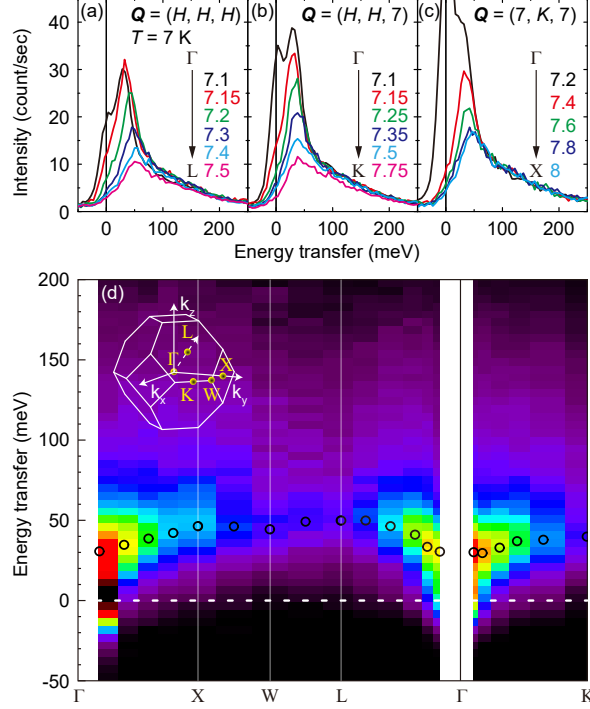 (a) Q = (H, H, H)
T = 7 K
Γ
7.1
7.15
7.2
7.3
7.4
L 7.5
(b) Q = (H, H, 7)
Γ
7.1
7.15
7.25
7.35
7.5
K 7.75
(c) Q = (7, K, 7)
Γ
7.2
7.4
7.6
7.8
X 8
Intensity (count/sec)
40
30
20
10
0
0 100 200 0 100 200 0 100 200
Energy transfer (meV)
(d)
k_z
L
Γ
X
k_x K W k_y
Energy transfer (meV)
200
150
100
50
0
-50
Γ X W L Γ K